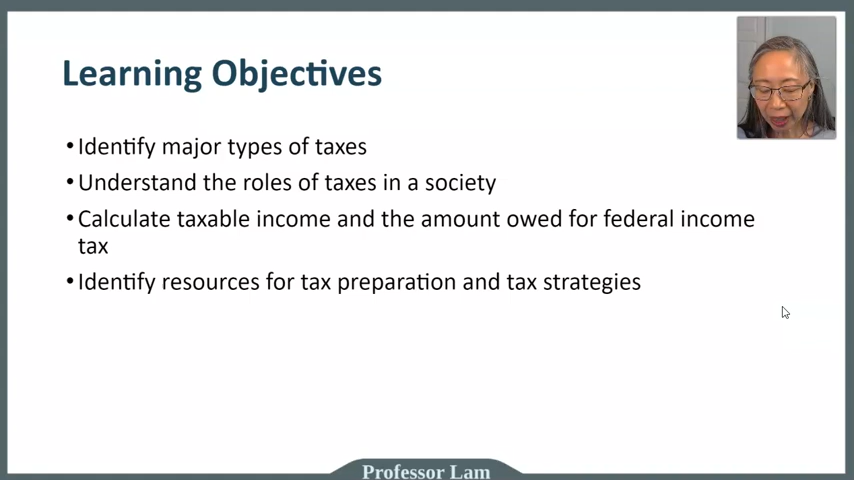 Learning Objectives
•Identify major types of taxes
•Understand the roles of taxes in a society
•Calculate taxable income and the amount owed for federal income
tax
•Identify resources for tax preparation and tax strategies
Professor Lam